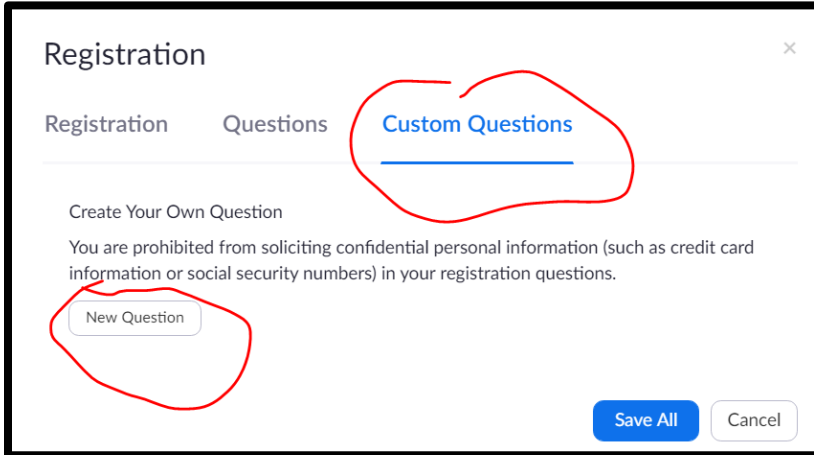 Registration
Registration Questions Custom Questions
Create Your Own Question
You are prohibited from soliciting confidential personal information (such as credit card
information or social security numbers) in your registration questions.
New Question
Save All Cancel